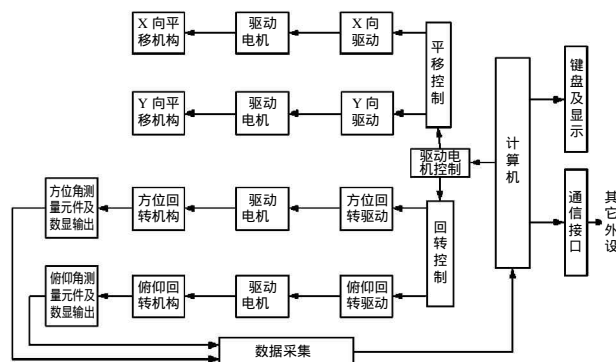 X 向平
移机构
驱动
电机
X 向
驱动
平移控制
Y 向平
移机构
驱动
电机
Y 向
驱动
驱动电
机控制
计算机
键盘及显示
通信接口
其它外设
方位角测
量元件及
数显输出
方位回
转机构
驱动
电机
方位回
转驱动
回转控制
俯仰角测
量元件及
数显输出
俯仰回
转机构
驱动
电机
俯仰回
转驱动
数据采集